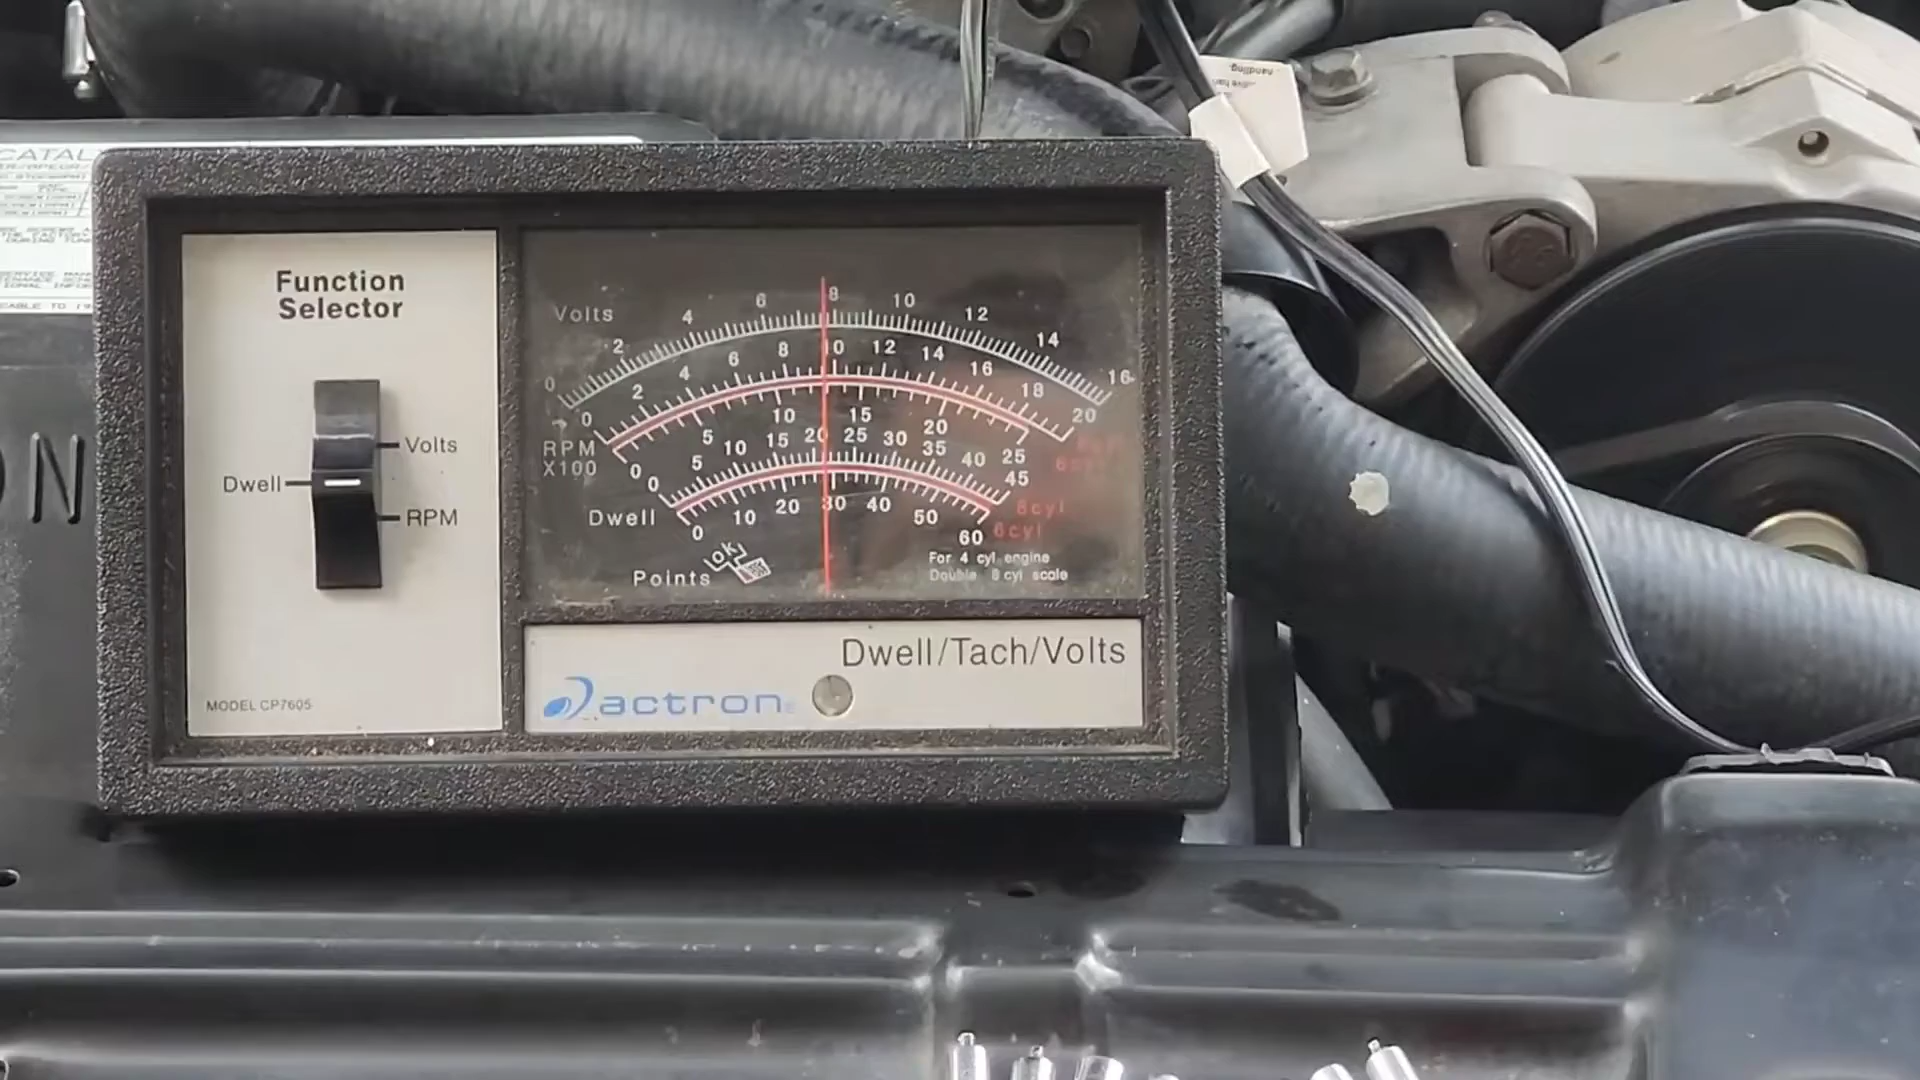 CATAL
Function
Selector
Volts
Dwell
RPM
MODEL CP7605
Volts
0 2 4 6 8 10 12 14 16
0 2 4 6 8 10 12 14 16 18 20
RPM
X100
0 5 10 15 20 25
0 5 10 15 20 25 30 35 40 45
8cyl
Dwell
0 10 20 30 40 50 60
6cyl
Points
OK
For 4 cyl engine
Double 8 cyl scale
Dwell/Tach/Volts
actron
handling